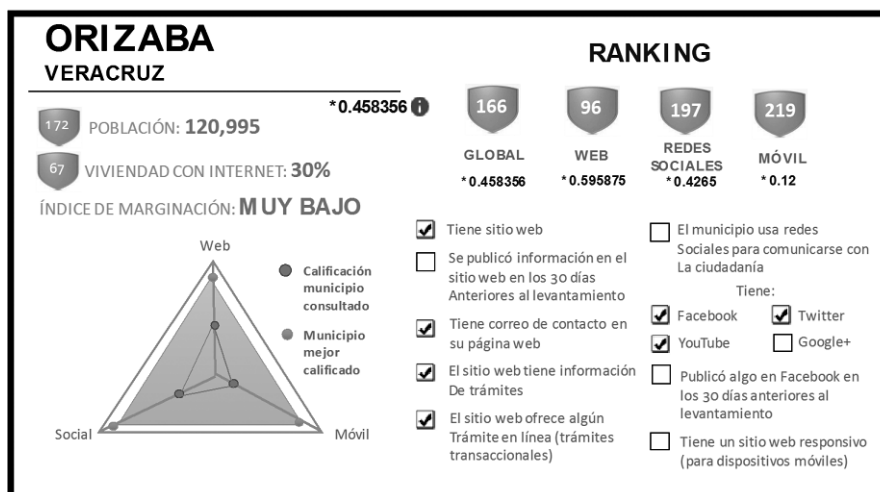 ORIZABA
VERACRUZ
*0.458356 i
172 POBLACIÓN: 120,995
67 VIVIENDAD CON INTERNET: 30%
ÍNDICE DE MARGINACIÓN: MUY BAJO
Web
Calificación
municipio
consultado
Municipio
mejor
calificado
Social
Móvil
RANKING
166 96 197 219
GLOBAL WEB REDES SOCIALES MÓVIL
*0.458356 *0.595875 *0.4265 *0.12
Tiene sitio web
Se publicó información en el
sitio web en los 30 días
Anteriores al levantamiento
Tiene correo de contacto en
su página web
El sitio web tiene información
De trámites
El sitio web ofrece algún
Trámite en línea (trámites
transaccionales)
El municipio usa redes
Sociales para comunicarse con
La ciudadanía
Tiene:
Facebook Twitter
YouTube Google+
Publicó algo en Facebook en
los 30 días anteriores al
levantamiento
Tiene un sitio web responsivo
(para dispositivos móviles)